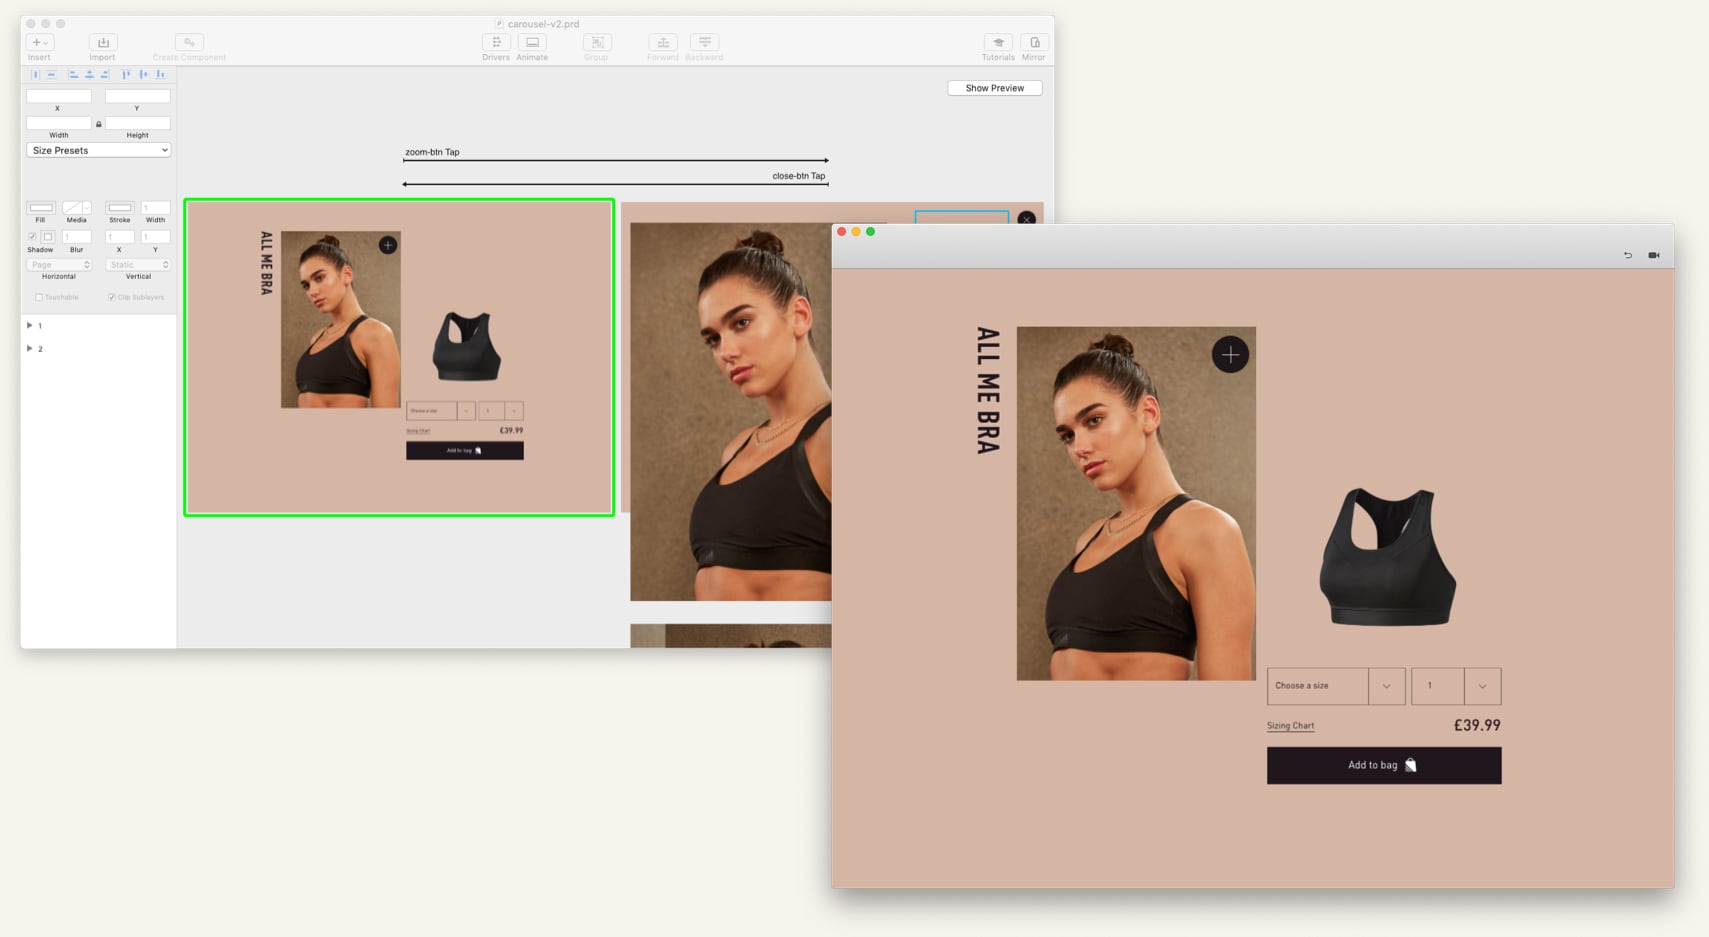 carousel-v2.prd
Insert
Import
Create Component
Drivers
Animate
Group
Forward
Backward
Tutorials
Mirror
Show Preview
X
Y
Width
Height
Size Presets
Fill
Media
Stroke
1
Width
1
1
1
Shadow
Blur
X
Y
Page
Static
Horizontal
Vertical
Touchable
Clip Sublayers
1
2
zoom-btn Tap
close-btn Tap
ALL ME BRA
Choose a size
1
Sizing Chart
£39.99
Add to bag
ALL ME BRA
Choose a size
1
Sizing Chart
£39.99
Add to bag